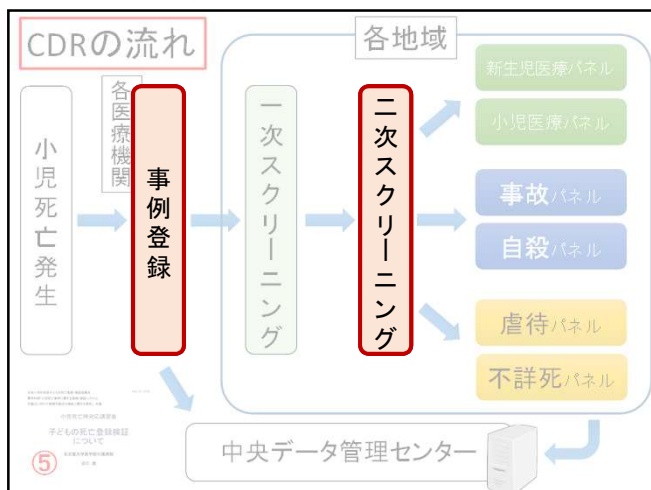 CDRの流れ
各地域
各医療機関
小児死亡発生
事例登録
一次スクリーニング
二次スクリーニング
新生児医療パネル
小児医療パネル
事故パネル
自殺パネル
虐待パネル
不詳死パネル
子どもの死亡登録検証
について
⑤
中央データ管理センター